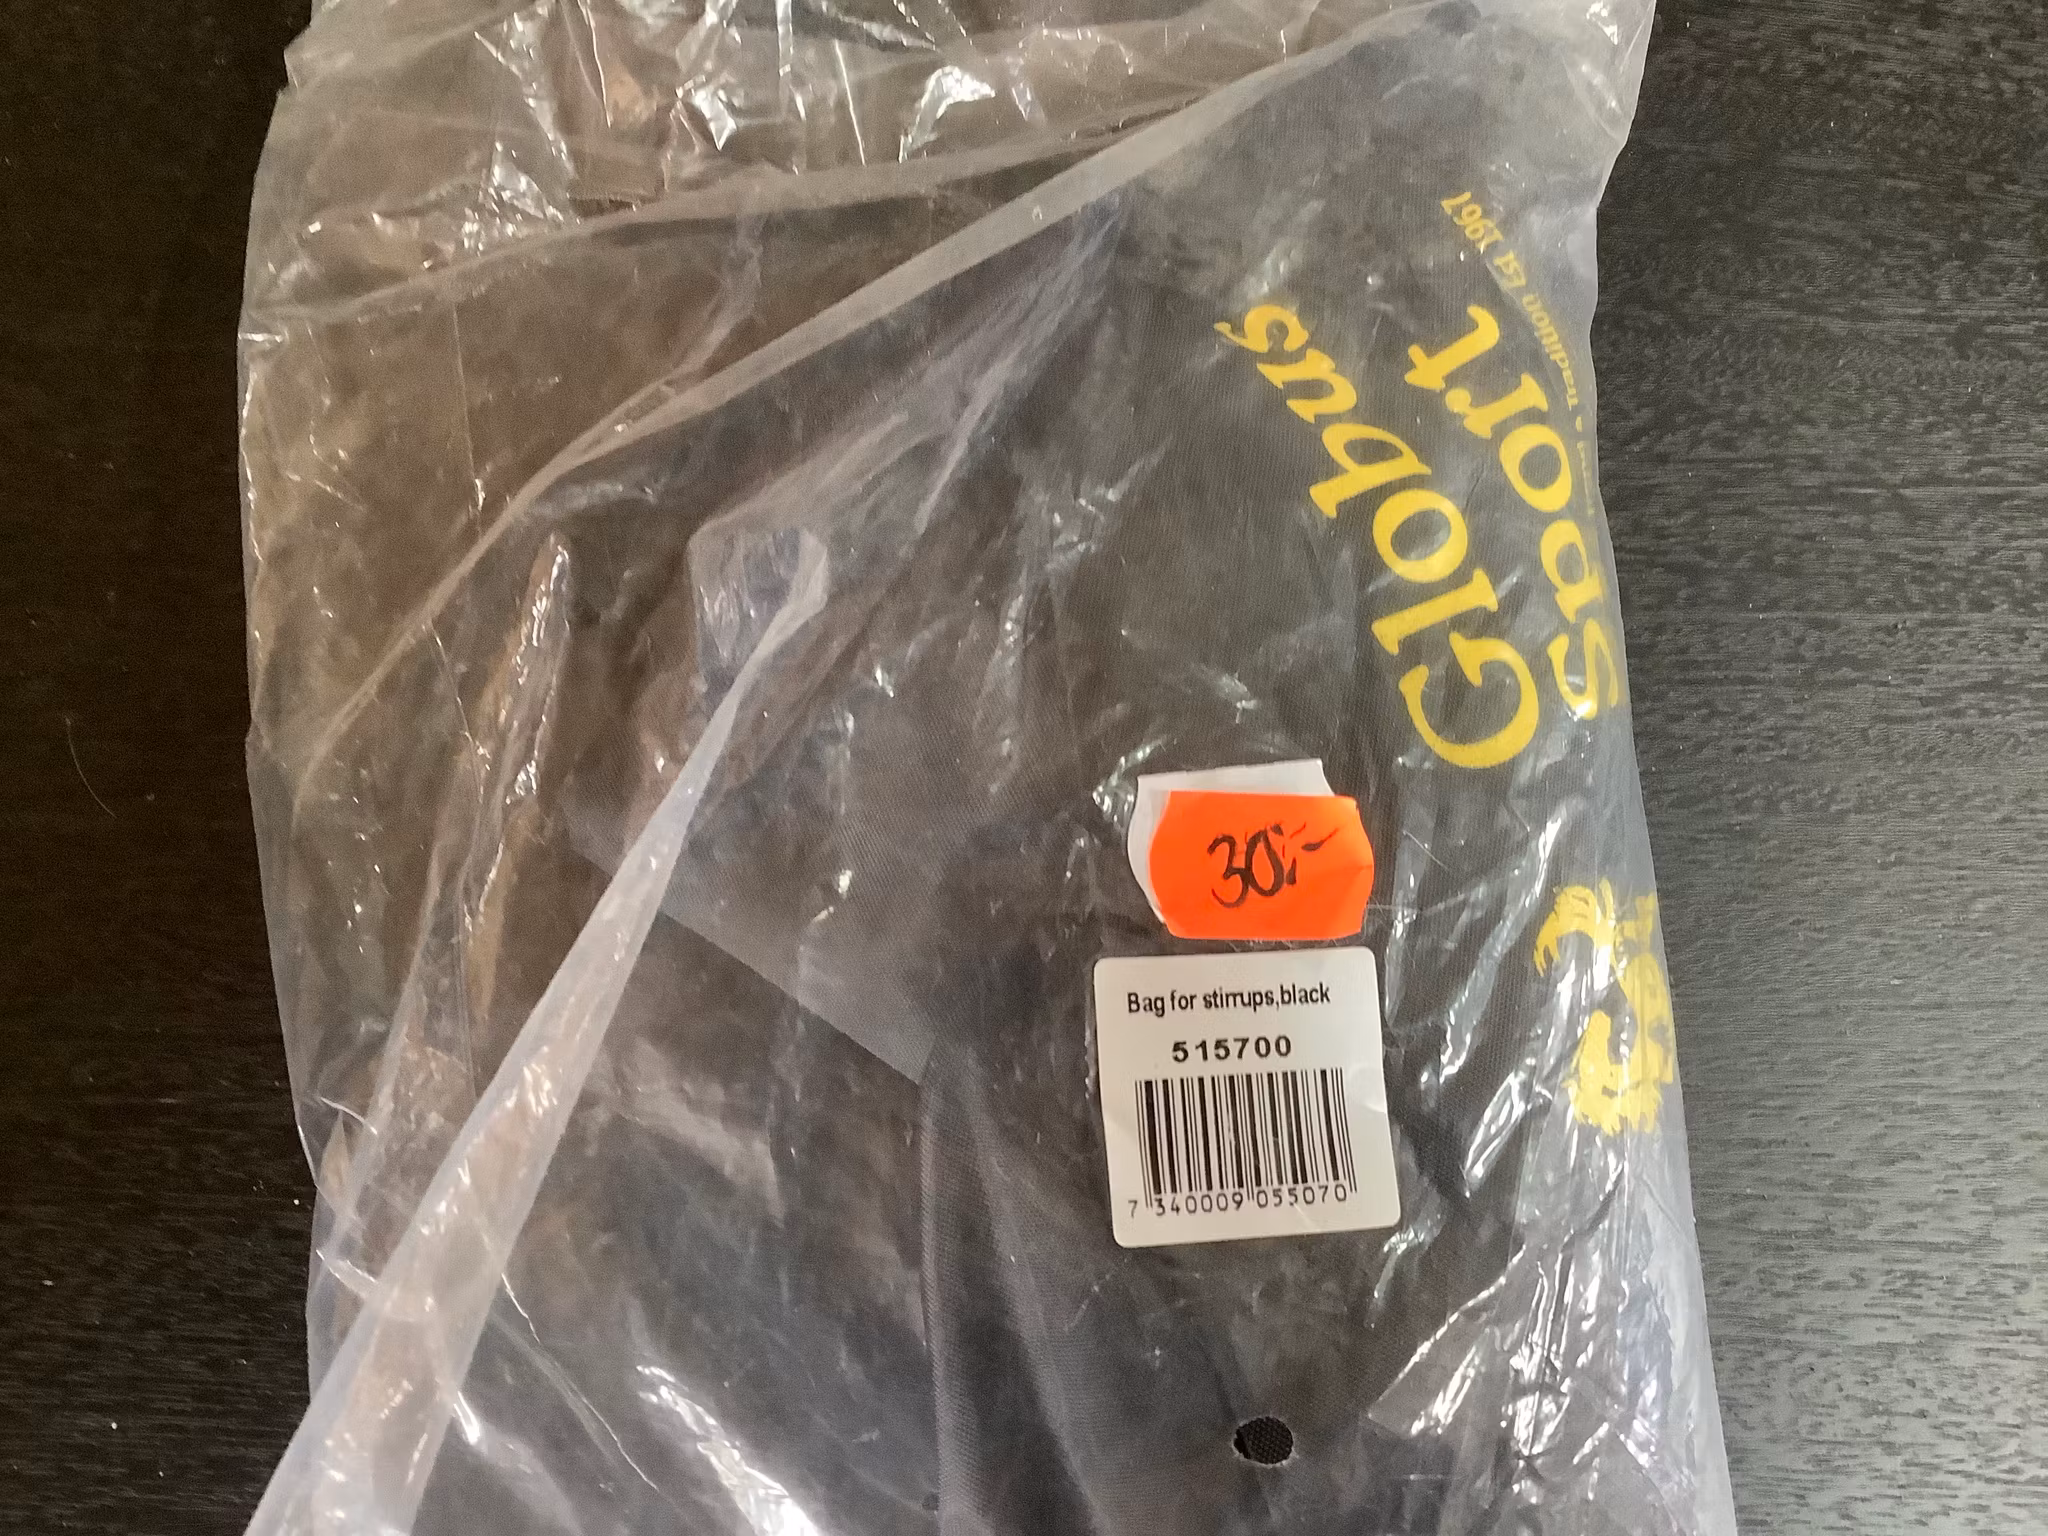 Globus
Sport
Tradition Est 1967
30:-
Bag for stirrups,black
515700
7 340009 055070